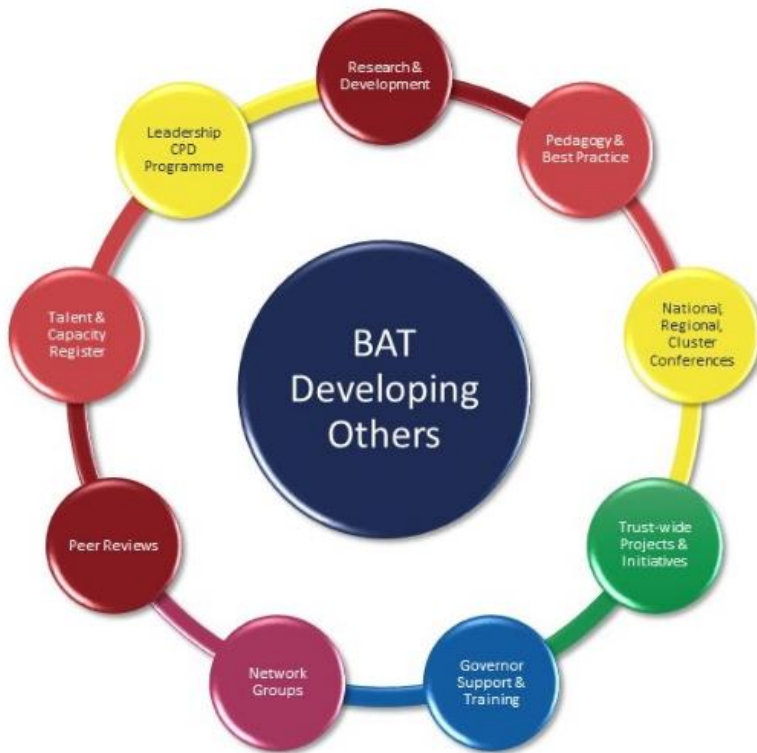 Research &
Development
Pedagogy &
Best Practice
National,
Regional,
Cluster
Conferences
Trust-wide
Projects &
Initiatives
Governor
Support &
Training
Network
Groups
Peer Reviews
Talent &
Capacity
Register
Leadership
CPD
Programme
BAT
Developing
Others